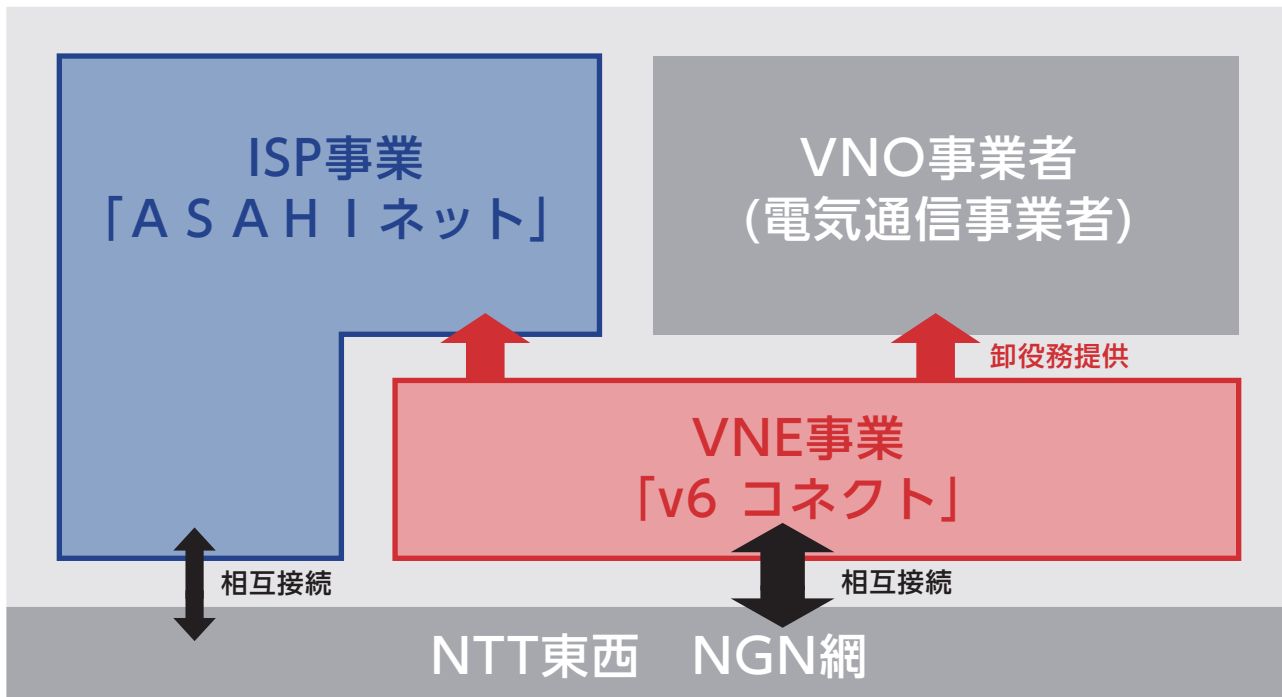 ISP事業
「ＡＳＡＨＩネット」
VNO事業者
(電気通信事業者)
卸役務提供
VNE事業
「v6 コネクト」
相互接続
相互接続
NTT東西　NGN網